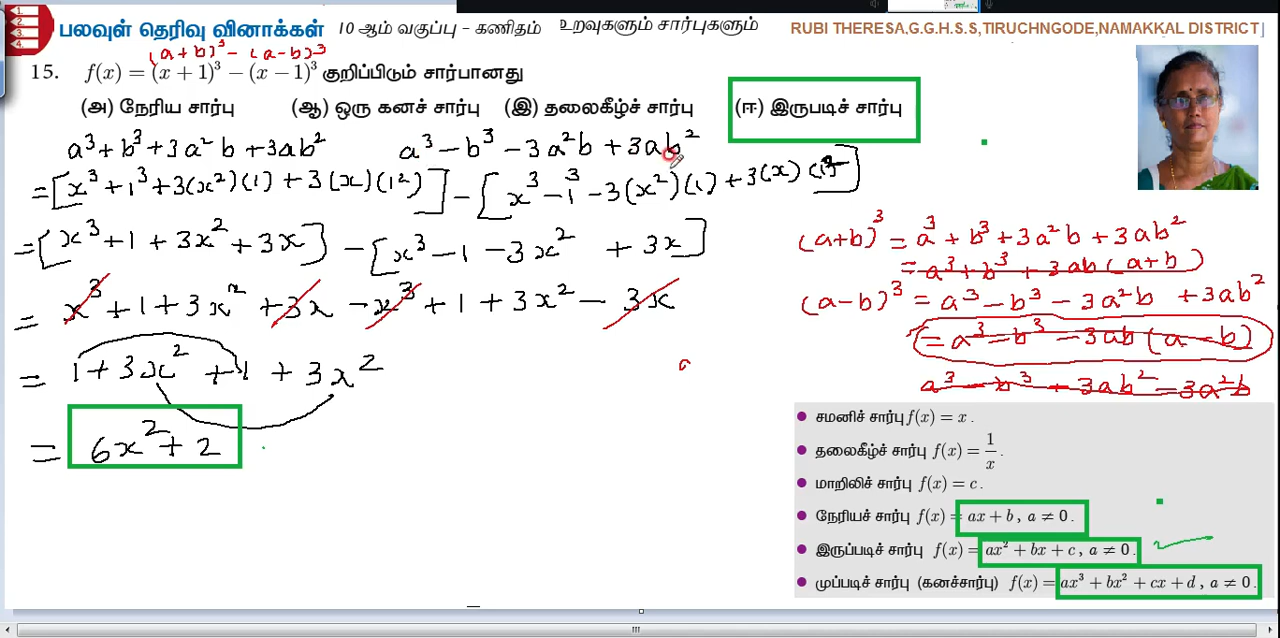 பலவுள் தெரிவு வினாக்கள் 10 ஆம் வகுப்பு – கணிதம் உறவுகளும் சார்புகளும் RUBI THERESA,G.G.H.S.S,TIRUCHNGODE,NAMAKKAL DISTRICT
(a+b)³ − (a−b)³
15. f(x) = (x + 1)³ − (x − 1)³ குறிப்பிடும் சார்பானது
(அ) நேரிய சார்பு (ஆ) ஒரு கனச் சார்பு (இ) தலைகீழ்ச் சார்பு (ஈ) இருபடிச் சார்பு
a³ + b³ + 3a²b + 3ab² a³ − b³ − 3a²b + 3ab²
= [x³ + 1³ + 3(x²)(1) + 3(x)(1²)] − [x³ − 1³ − 3(x²)(1) + 3(x)(1²)]
= [x³ + 1 + 3x² + 3x] − [x³ − 1 − 3x² + 3x]
= x³ + 1 + 3x² + 3x − x³ + 1 + 3x² − 3x
= 1 + 3x² + 1 + 3x²
= 6x² + 2
(a+b)³ = a³ + b³ + 3a²b + 3ab²
= a³ + b³ + 3ab(a+b)
(a−b)³ = a³ − b³ − 3a²b + 3ab²
= a³ − b³ − 3ab(a − b)
a³ − b³ + 3ab² − 3a²b
a
சமனிச் சார்பு f(x) = x .
தலைகீழ்ச் சார்பு f(x) = 1/x .
மாறிலிச் சார்பு f(x) = c .
நேரியச் சார்பு f(x) = ax + b , a ≠ 0 .
இருப்படிச் சார்பு f(x) = ax² + bx + c , a ≠ 0 .
முப்படிச் சார்பு (கனச்சார்பு) f(x) = ax³ + bx² + cx + d , a ≠ 0 .